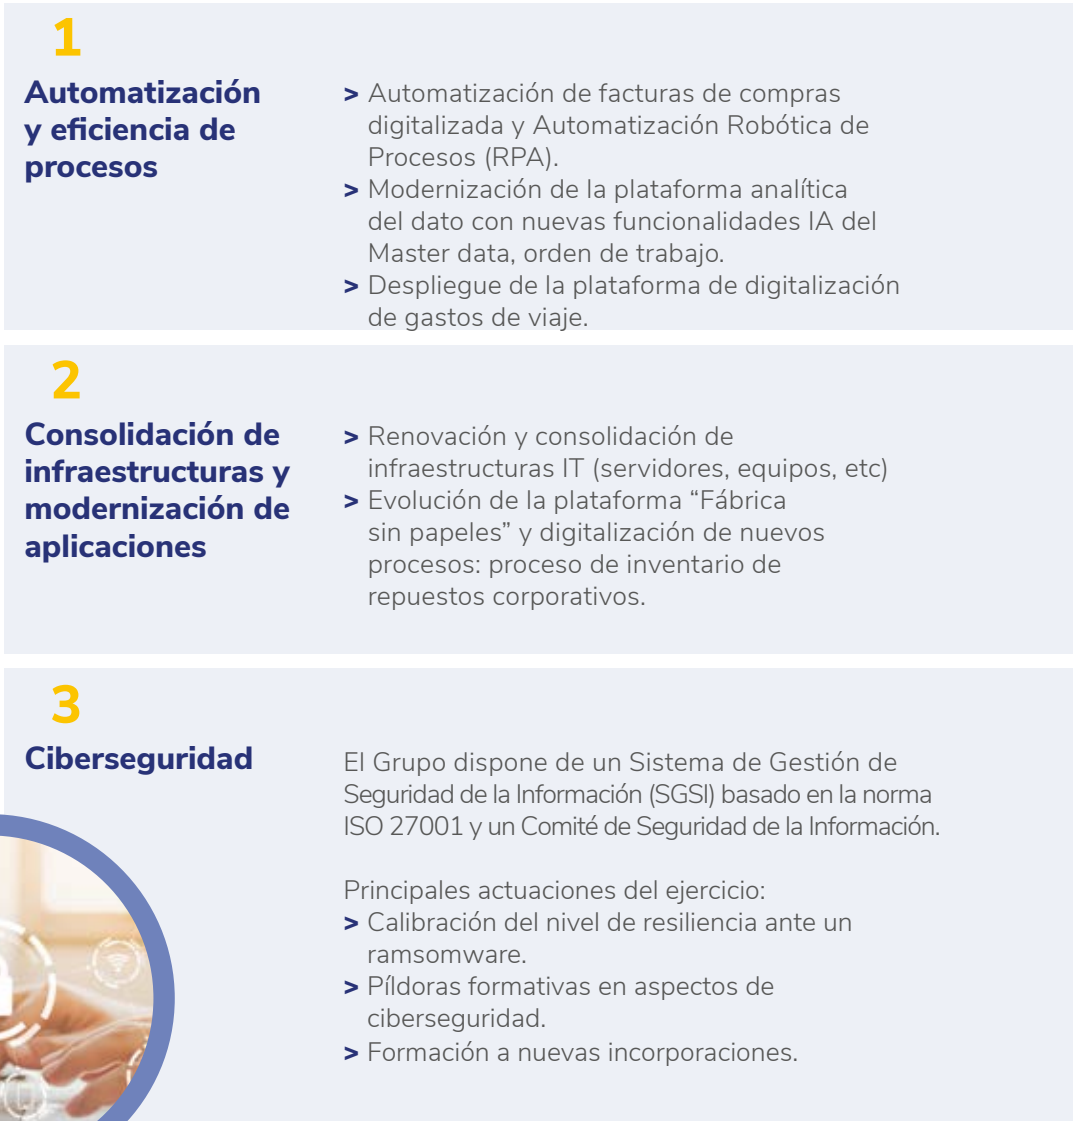 1
Automatización
y eficiencia de
procesos
> Automatización de facturas de compras
digitalizada y Automatización Robótica de
Procesos (RPA).
> Modernización de la plataforma analítica
del dato con nuevas funcionalidades IA del
Master data, orden de trabajo.
> Despliegue de la plataforma de digitalización
de gastos de viaje.
2
Consolidación de
infraestructuras y
modernización de
aplicaciones
> Renovación y consolidación de
infraestructuras IT (servidores, equipos, etc)
> Evolución de la plataforma “Fábrica
sin papeles” y digitalización de nuevos
procesos: proceso de inventario de
repuestos corporativos.
3
Ciberseguridad
El Grupo dispone de un Sistema de Gestión de
Seguridad de la Información (SGSI) basado en la norma
ISO 27001 y un Comité de Seguridad de la Información.
Principales actuaciones del ejercicio:
> Calibración del nivel de resiliencia ante un
ramsomware.
> Píldoras formativas en aspectos de
ciberseguridad.
> Formación a nuevas incorporaciones.